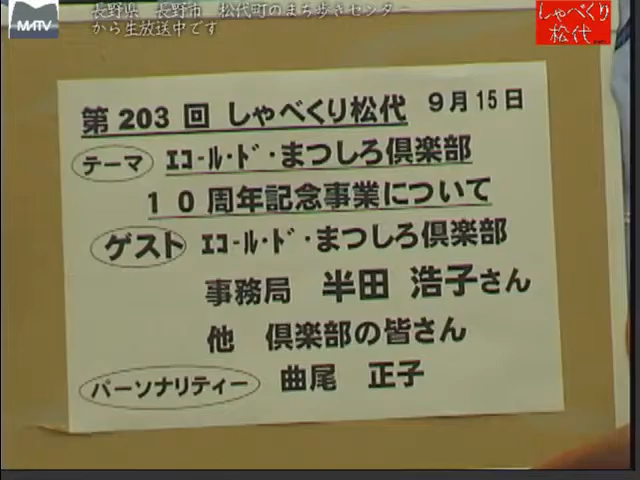 MATV
長野県　長野市　松代町のまち歩きセンター
から生放送中です
しゃべくり
松代
第 203 回 しゃべくり松代　９月 15 日
テーマ　ｴｺｰﾙ･ﾄﾞ･まつしろ倶楽部
１０ 周年記念事業について
ゲスト　ｴｺｰﾙ･ﾄﾞ･まつしろ倶楽部
事務局　半田 浩子さん
他　倶楽部の皆さん
パーソナリティー　曲尾　正子